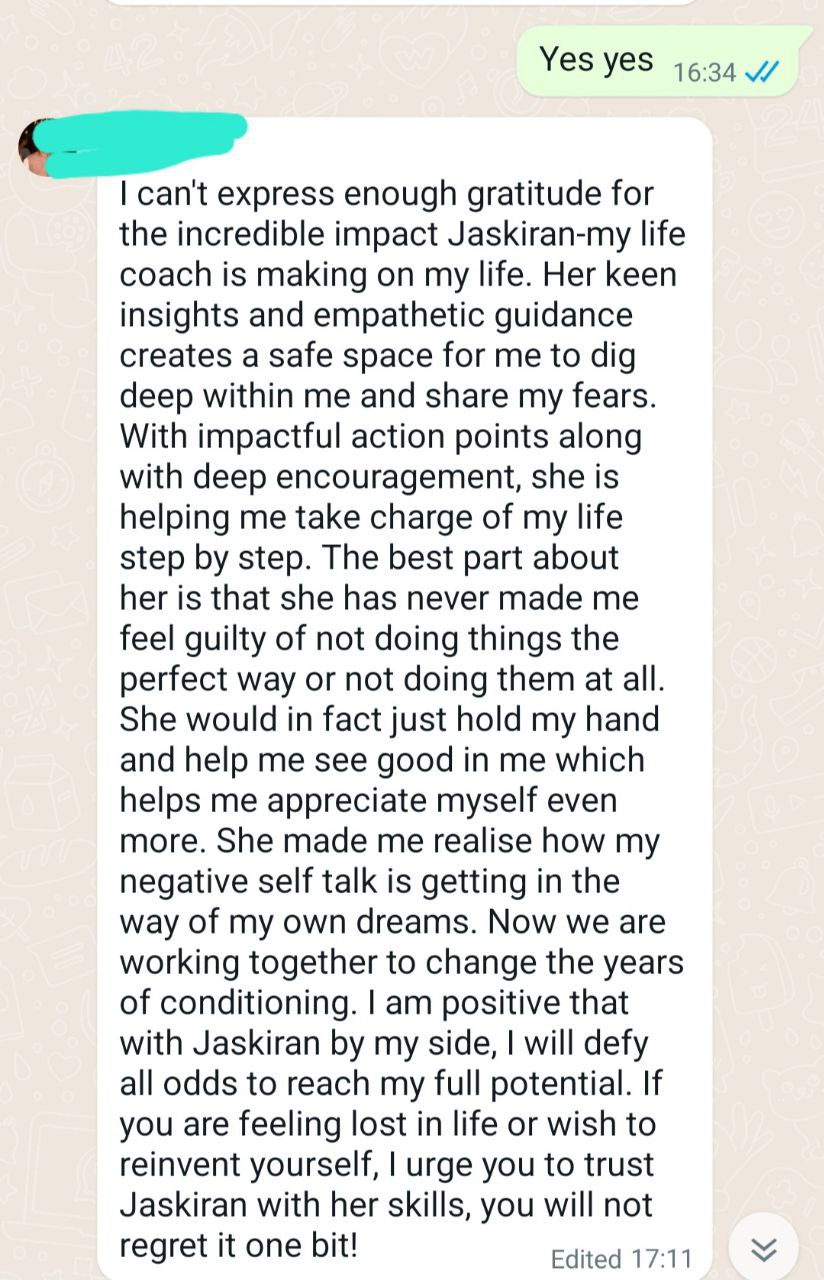 Yes yes 16:34
I can't express enough gratitude for
the incredible impact Jaskiran-my life
coach is making on my life. Her keen
insights and empathetic guidance
creates a safe space for me to dig
deep within me and share my fears.
With impactful action points along
with deep encouragement, she is
helping me take charge of my life
step by step. The best part about
her is that she has never made me
feel guilty of not doing things the
perfect way or not doing them at all.
She would in fact just hold my hand
and help me see good in me which
helps me appreciate myself even
more. She made me realise how my
negative self talk is getting in the
way of my own dreams. Now we are
working together to change the years
of conditioning. I am positive that
with Jaskiran by my side, I will defy
all odds to reach my full potential. If
you are feeling lost in life or wish to
reinvent yourself, I urge you to trust
Jaskiran with her skills, you will not
regret it one bit!
Edited 17:11